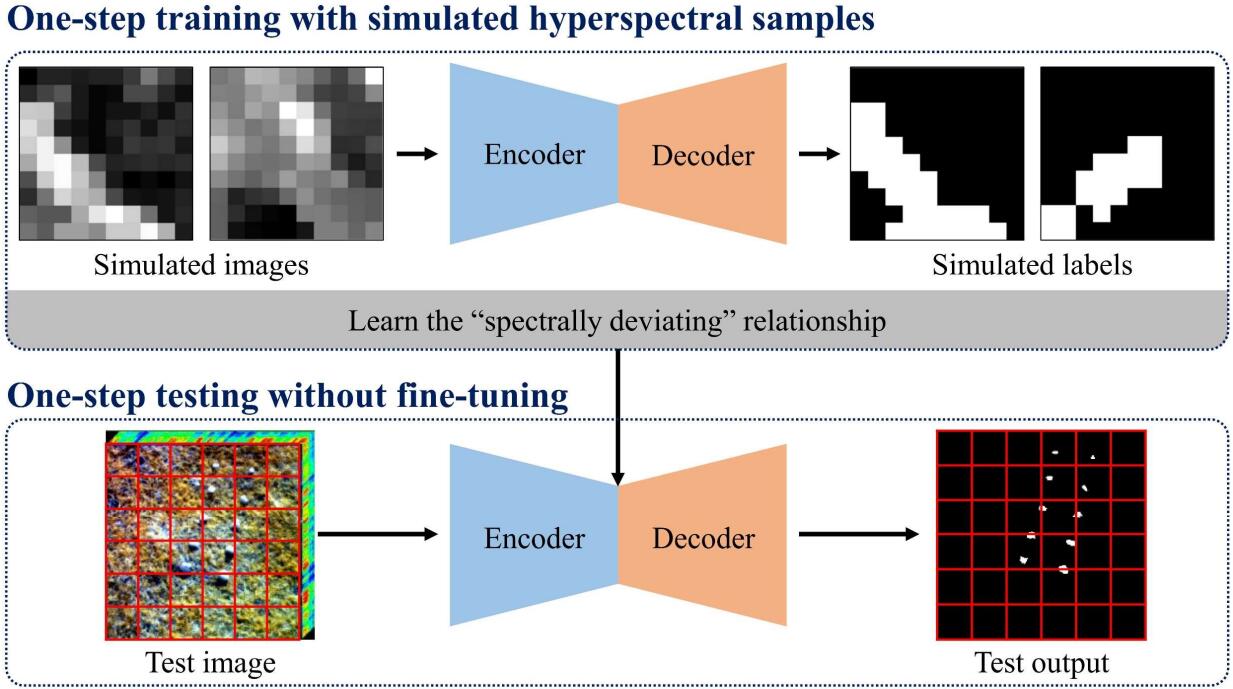 One-step training with simulated hyperspectral samples
Encoder
Decoder
Simulated images
Simulated labels
Learn the “spectrally deviating” relationship
One-step testing without fine-tuning
Encoder
Decoder
Test image
Test output